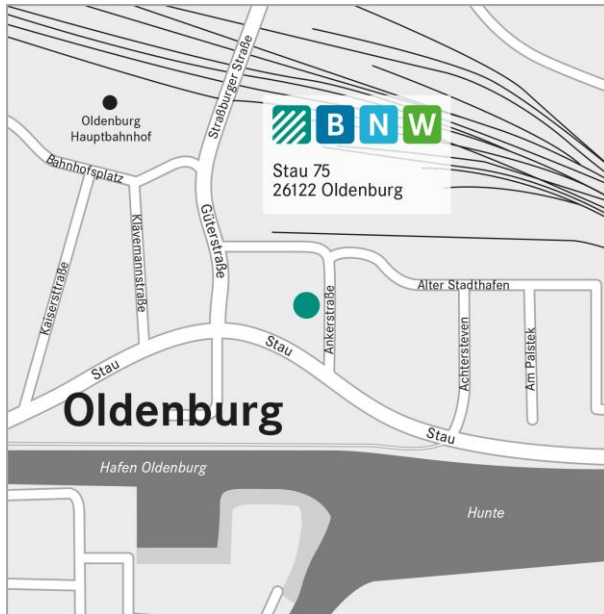 Straßburger Straße
Oldenburg
Hauptbahnhof
BNW
Stau 75
26122 Oldenburg
Bahnhofsplatz
Kaiserstraße
Klävemannstraße
Güterstraße
Ankerstraße
Alter Stadthafen
Achtersteven
Am Palstek
Stau
Stau
Stau
Oldenburg
Hafen Oldenburg
Hunte